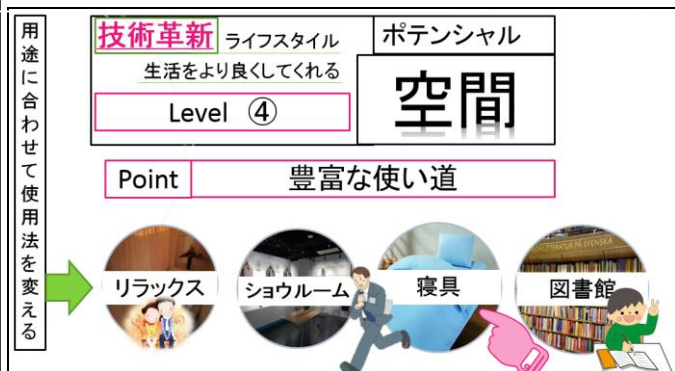 用途に合わせて使用法を変える
技術革新 ライフスタイル
生活をより良くしてくれる
Level ④
ポテンシャル
空間
Point 豊富な使い道
リラックス
ショウルーム
寝具
図書館
LITTERATUR PÅ SVENSKA